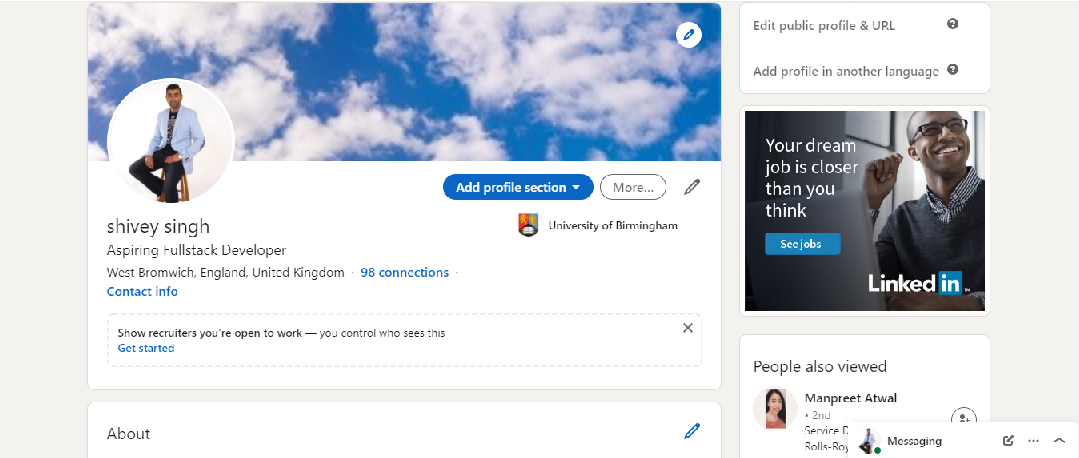 Edit public profile & URL
Add profile in another language
Your dream
job is closer
than you
think
See jobs
Linked in
Add profile section
More...
shivey singh
University of Birmingham
Aspiring Fullstack Developer
West Bromwich, England, United Kingdom · 98 connections ·
Contact info
Show recruiters you're open to work — you control who sees this
Get started
About
People also viewed
Manpreet Atwal
• 2nd
Service D
Rolls-Roy
Messaging